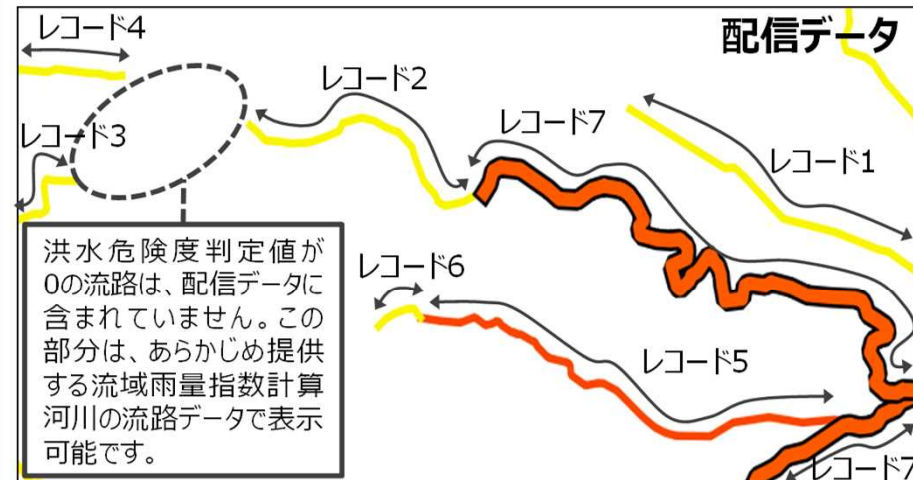 配信データ
レコード4
レコード2
レコード7
レコード3
レコード1
洪水危険度判定値が
0の流路は、配信データに
含まれていません。この
部分は、あらかじめ提供
する流域雨量指数計算
河川の流路データで表示
可能です。
レコード6
レコード5
レコード7